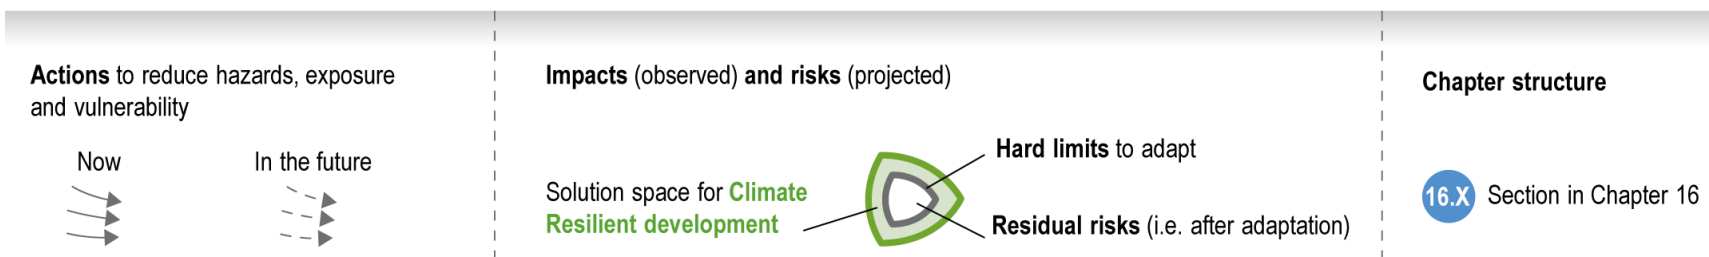 Actions to reduce hazards, exposure
and vulnerability
Now
In the future
Impacts (observed) and risks (projected)
Hard limits to adapt
Solution space for Climate
Resilient development
Residual risks (i.e. after adaptation)
Chapter structure
16.X Section in Chapter 16